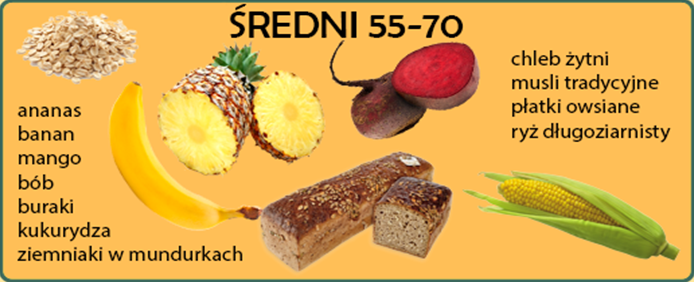 ŚREDNI 55-70
ananas
banan
mango
bób
buraki
kukurydza
ziemniaki w mundurkach
chleb żytni
musli tradycyjne
płatki owsiane
ryż długoziarnisty